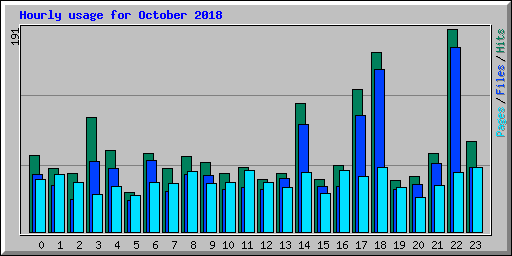 Hourly usage for October 2018
191
Pages / Files / Hits
0 1 2 3 4 5 6 7 8 9 10 11 12 13 14 15 16 17 18 19 20 21 22 23